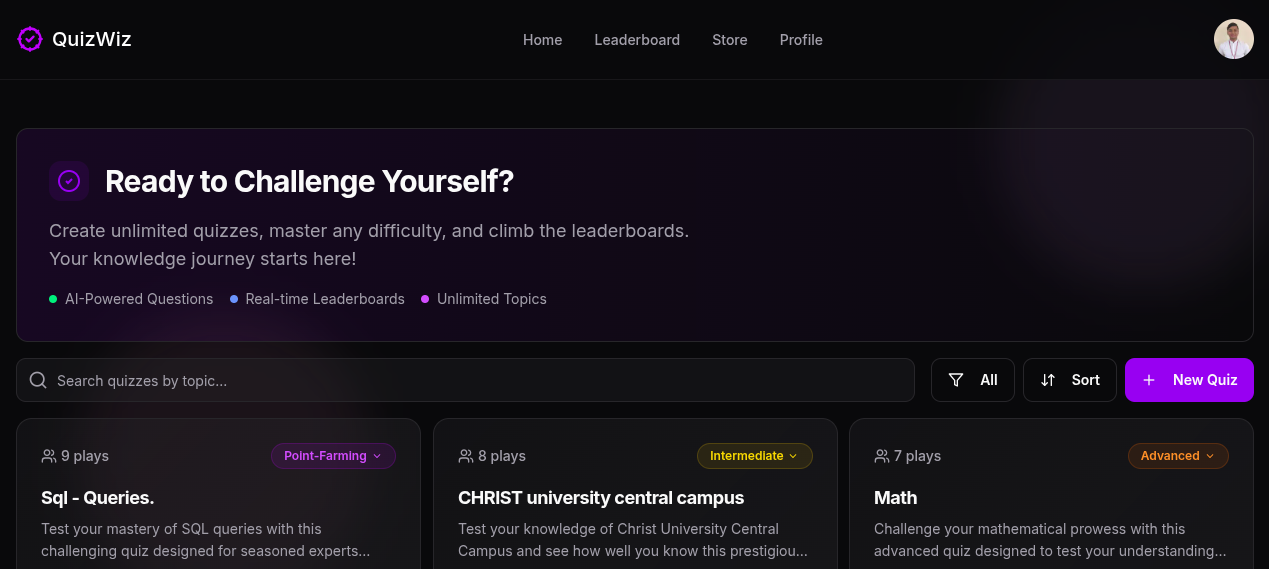 QuizWiz
Home Leaderboard Store Profile
Ready to Challenge Yourself?
Create unlimited quizzes, master any difficulty, and climb the leaderboards.
Your knowledge journey starts here!
AI-Powered Questions Real-time Leaderboards Unlimited Topics
Search quizzes by topic...
All
Sort
New Quiz
9 plays
Point-Farming
Sql - Queries.
Test your mastery of SQL queries with this
challenging quiz designed for seasoned experts...
8 plays
Intermediate
CHRIST university central campus
Test your knowledge of Christ University Central
Campus and see how well you know this prestigiou...
7 plays
Advanced
Math
Challenge your mathematical prowess with this
advanced quiz designed to test your understanding...